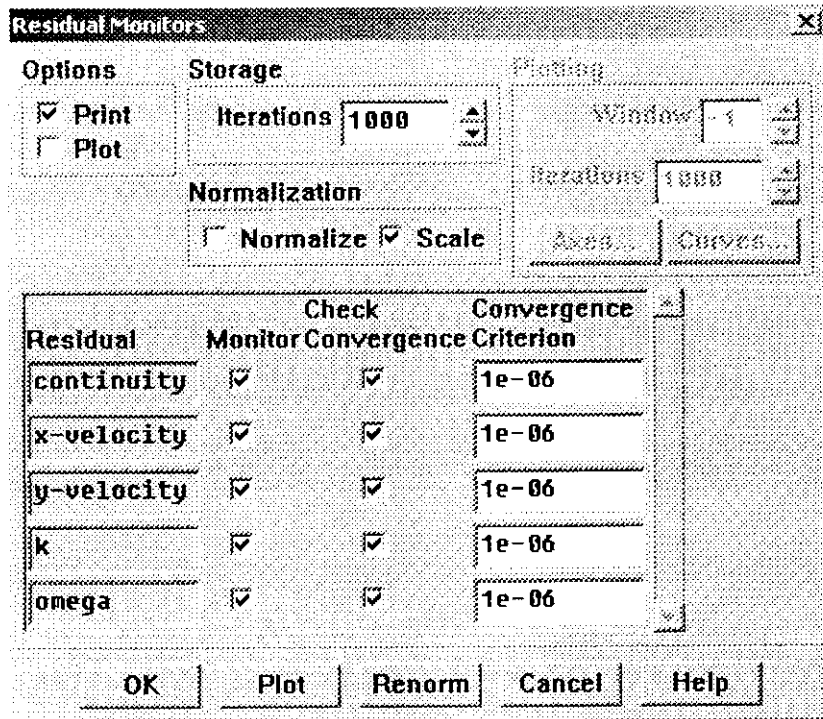 Residual Monitors
Options
Print
Plot
Storage
Iterations 1000
Normalization
Normalize Scale
Plotting
Window -1
Iterations 1000
Axes... Curves...
Residual Monitor Check Convergence Convergence Criterion
continuity 1e-06
x-velocity 1e-06
y-velocity 1e-06
k 1e-06
omega 1e-06
OK Plot Renorm Cancel Help